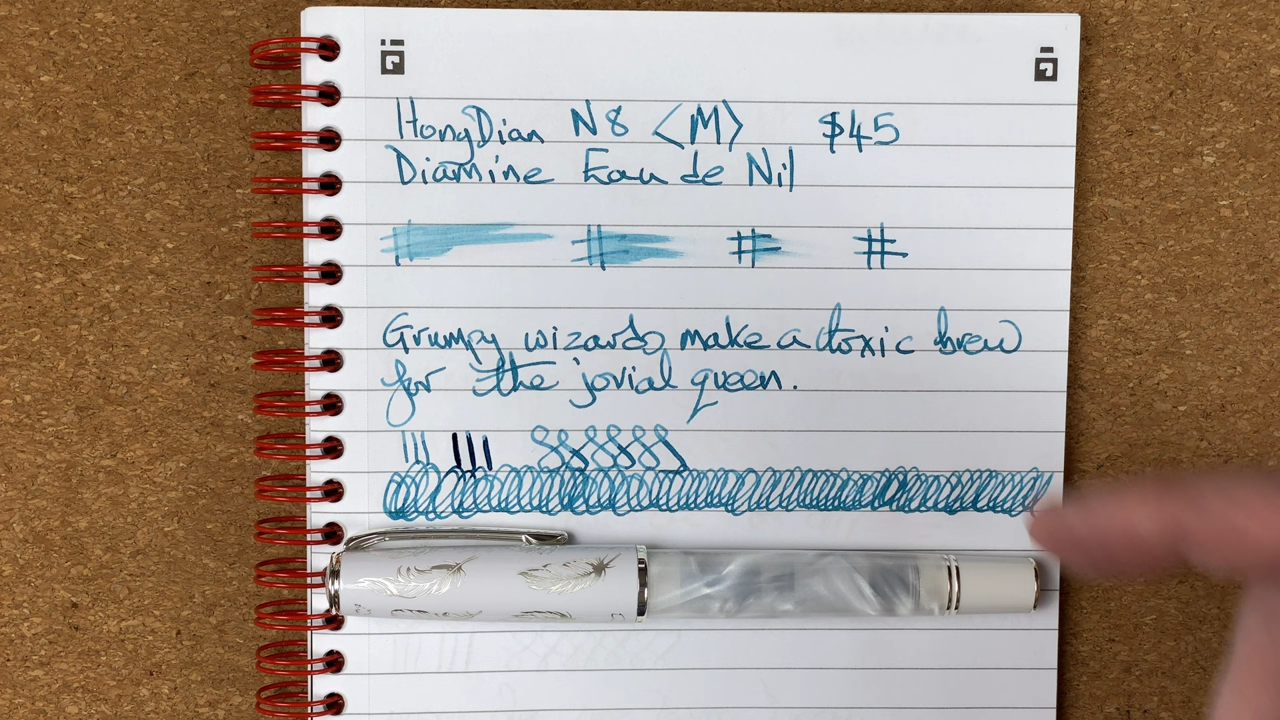 HongDian N8 <M> $45
Diamine Eau de Nil
# # # #
Grumpy wizards make a toxic brew
for the jovial queen.